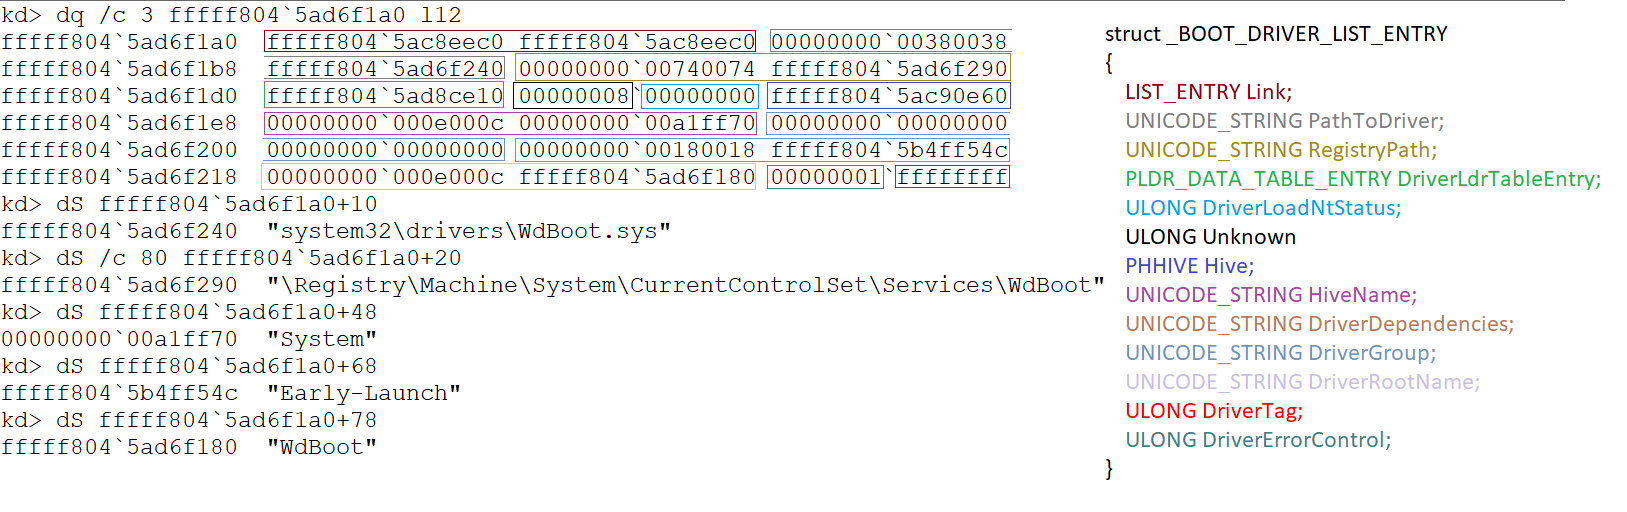 kd> dq /c 3 fffff804`5ad6f1a0 l12
fffff804`5ad6f1a0 fffff804`5ac8eec0 fffff804`5ac8eec0 00000000`00380038
fffff804`5ad6f1b8 fffff804`5ad6f240 00000000`00740074 fffff804`5ad6f290
fffff804`5ad6f1d0 fffff804`5ad8ce10 00000008`00000000 fffff804`5ac90e60
fffff804`5ad6f1e8 00000000`000e000c 00000000`00a1ff70 00000000`00000000
fffff804`5ad6f200 00000000`00000000 00000000`00180018 fffff804`5b4ff54c
fffff804`5ad6f218 00000000`000e000c fffff804`5ad6f180 00000001`ffffffff
kd> dS fffff804`5ad6f1a0+10
fffff804`5ad6f240 "system32\drivers\WdBoot.sys"
kd> dS /c 80 fffff804`5ad6f1a0+20
fffff804`5ad6f290 "\Registry\Machine\System\CurrentControlSet\Services\WdBoot"
kd> dS fffff804`5ad6f1a0+48
00000000`00a1ff70 "System"
kd> dS fffff804`5ad6f1a0+68
fffff804`5b4ff54c "Early-Launch"
kd> dS fffff804`5ad6f1a0+78
fffff804`5ad6f180 "WdBoot"
struct _BOOT_DRIVER_LIST_ENTRY
{
LIST_ENTRY Link;
UNICODE_STRING PathToDriver;
UNICODE_STRING RegistryPath;
PLDR_DATA_TABLE_ENTRY DriverLdrTableEntry;
ULONG DriverLoadNtStatus;
ULONG Unknown
PHHIVE Hive;
UNICODE_STRING HiveName;
UNICODE_STRING DriverDependencies;
UNICODE_STRING DriverGroup;
UNICODE_STRING DriverRootName;
ULONG DriverTag;
ULONG DriverErrorControl;
}